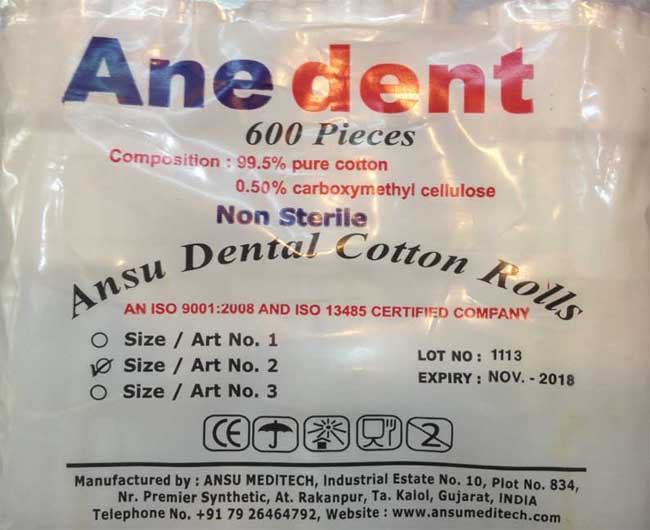 Anedent
600 Pieces
Composition : 99.5% pure cotton
0.50% carboxymethyl cellulose
Non Sterile
Ansu Dental Cotton Rolls
AN ISO 9001:2008 AND ISO 13485 CERTIFIED COMPANY
Size / Art No. 1
Size / Art No. 2
Size / Art No. 3
LOT NO : 1113
EXPIRY : NOV. - 2018
CE
2
Manufactured by : ANSU MEDITECH, Industrial Estate No. 10, Plot No. 834,
Nr. Premier Synthetic, At. Rakanpur, Ta. Kalol, Gujarat, INDIA
Telephone No. +91 79 26464792, Website : www.ansumeditech.com